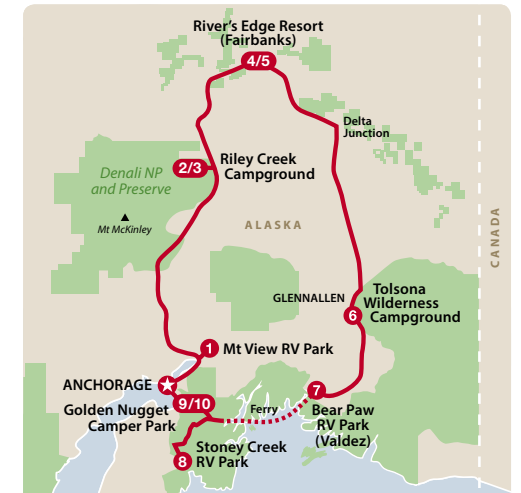 River's Edge Resort
(Fairbanks)
4/5
Delta
Junction
2/3
Riley Creek
Campground
Denali NP
and Preserve
Mt McKinley
ALASKA
CANADA
GLENNALLEN
Tolsona
Wilderness
Campground
6
1
Mt View RV Park
ANCHORAGE
9/10
Golden Nugget
Camper Park
Ferry
7
Bear Paw
RV Park
(Valdez)
Stoney Creek
RV Park
8